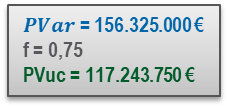 PVar = 156.325.000 €
f = 0,75
PVuc = 117.243.750 €